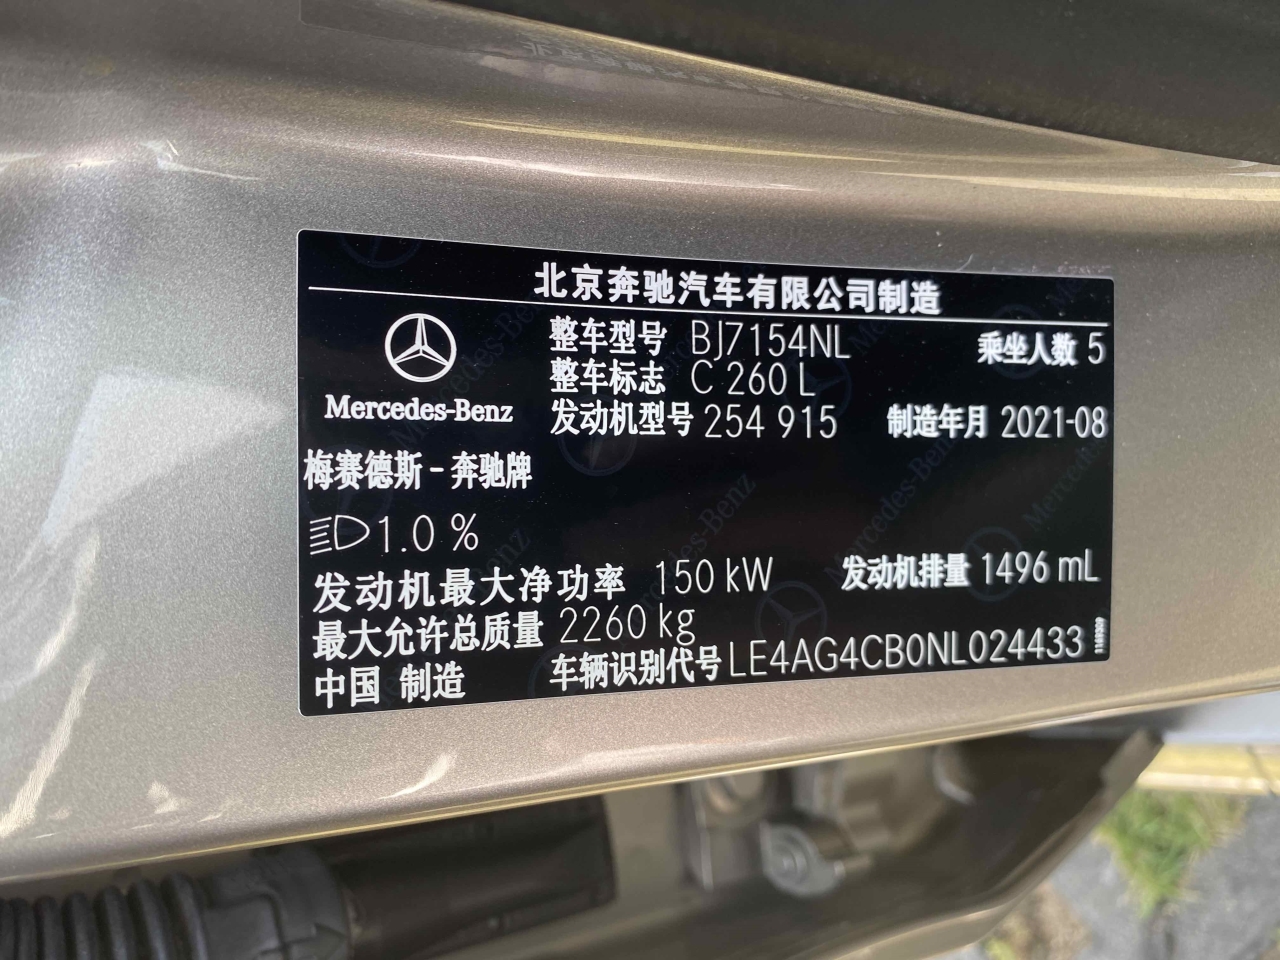 北京奔驰汽车有限公司制造
整车型号 BJ7154NL 乘坐人数 5
整车标志 C 260 L
Mercedes-Benz
发动机型号 254 915 制造年月 2021-08
梅赛德斯-奔驰牌
1.0 %
发动机最大净功率 150 kW 发动机排量 1496 mL
最大允许总质量 2260 kg
中国 制造 车辆识别代号 LE4AG4CB0NL024433